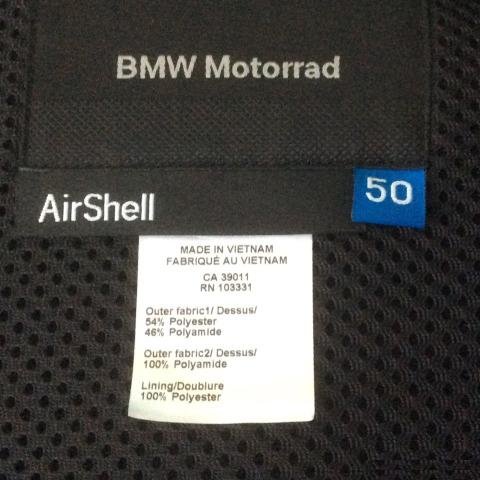 BMW Motorrad
AirShell
50
MADE IN VIETNAM
FABRIQUÉ AU VIETNAM
CA 39011
RN 103331
Outer fabric1/ Dessus/
54% Polyester
46% Polyamide
Outer fabric2/ Dessus/
100% Polyamide
Lining/Doublure
100% Polyester